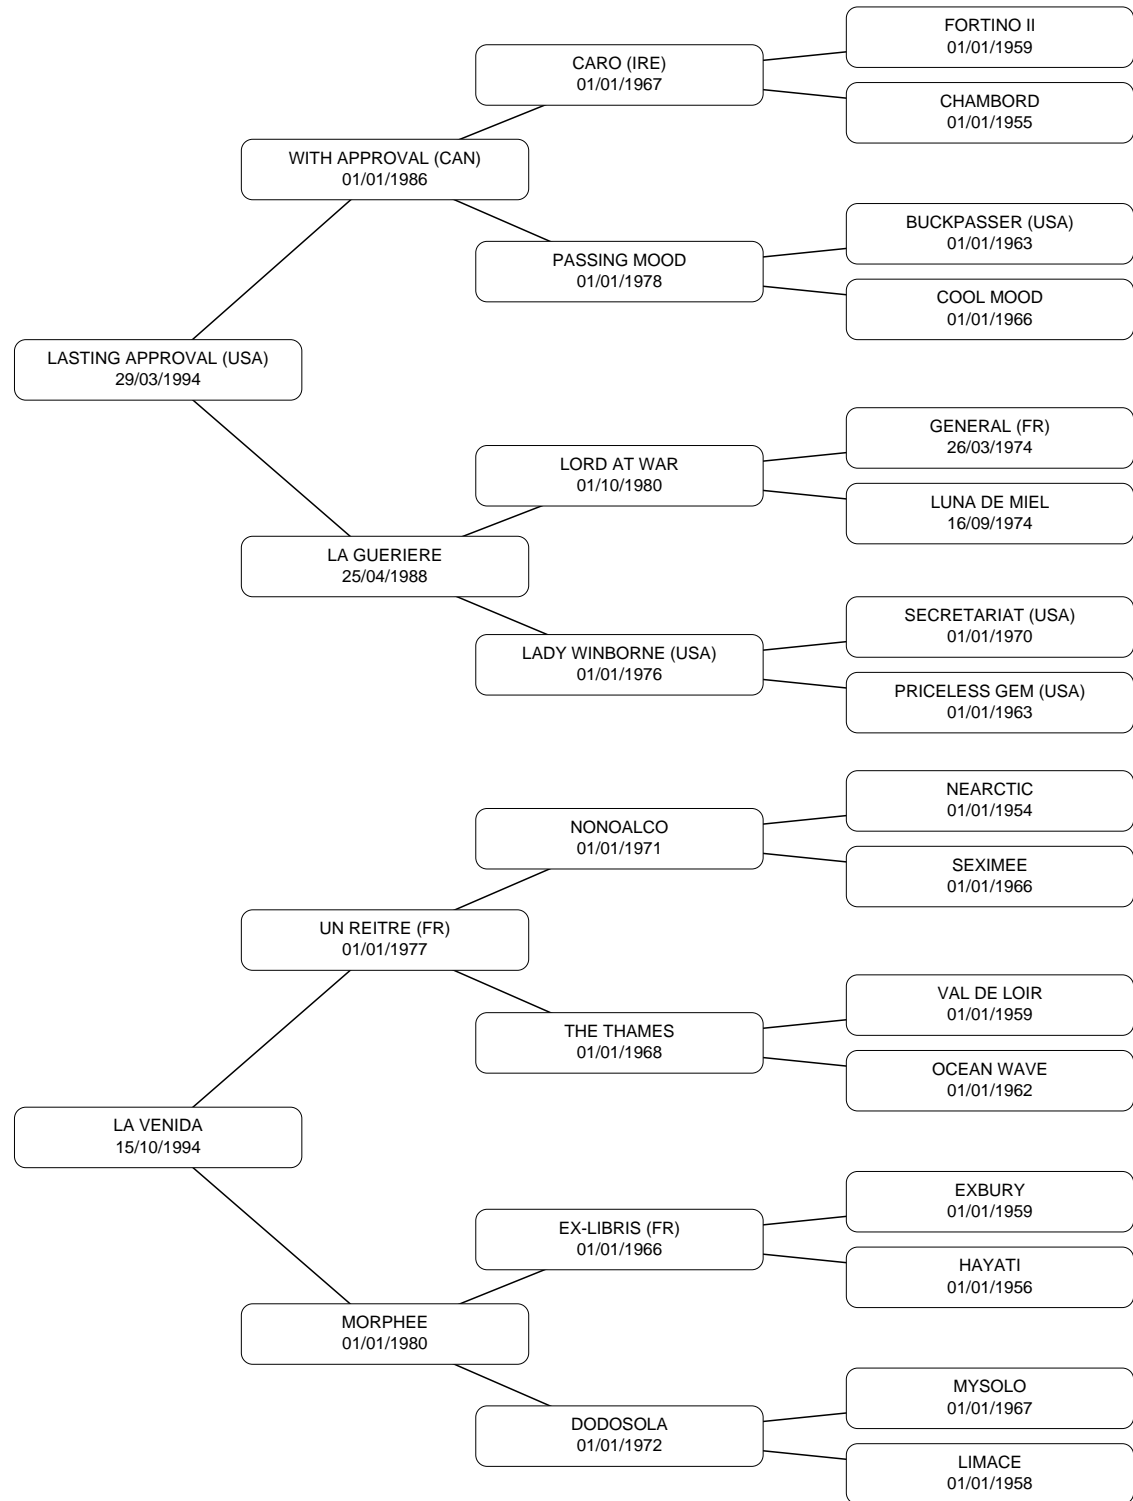 FORTINO II
01/01/1959
CARO (IRE)
01/01/1967
CHAMBORD
01/01/1955
WITH APPROVAL (CAN)
01/01/1986
BUCKPASSER (USA)
01/01/1963
PASSING MOOD
01/01/1978
COOL MOOD
01/01/1966
LASTING APPROVAL (USA)
29/03/1994
GENERAL (FR)
26/03/1974
LORD AT WAR
01/10/1980
LUNA DE MIEL
16/09/1974
LA GUERIERE
25/04/1988
SECRETARIAT (USA)
01/01/1970
LADY WINBORNE (USA)
01/01/1976
PRICELESS GEM (USA)
01/01/1963
NEARCTIC
01/01/1954
NONOALCO
01/01/1971
SEXIMEE
01/01/1966
UN REITRE (FR)
01/01/1977
VAL DE LOIR
01/01/1959
THE THAMES
01/01/1968
OCEAN WAVE
01/01/1962
LA VENIDA
15/10/1994
EXBURY
01/01/1959
EX-LIBRIS (FR)
01/01/1966
HAYATI
01/01/1956
MORPHEE
01/01/1980
MYSOLO
01/01/1967
DODOSOLA
01/01/1972
LIMACE
01/01/1958